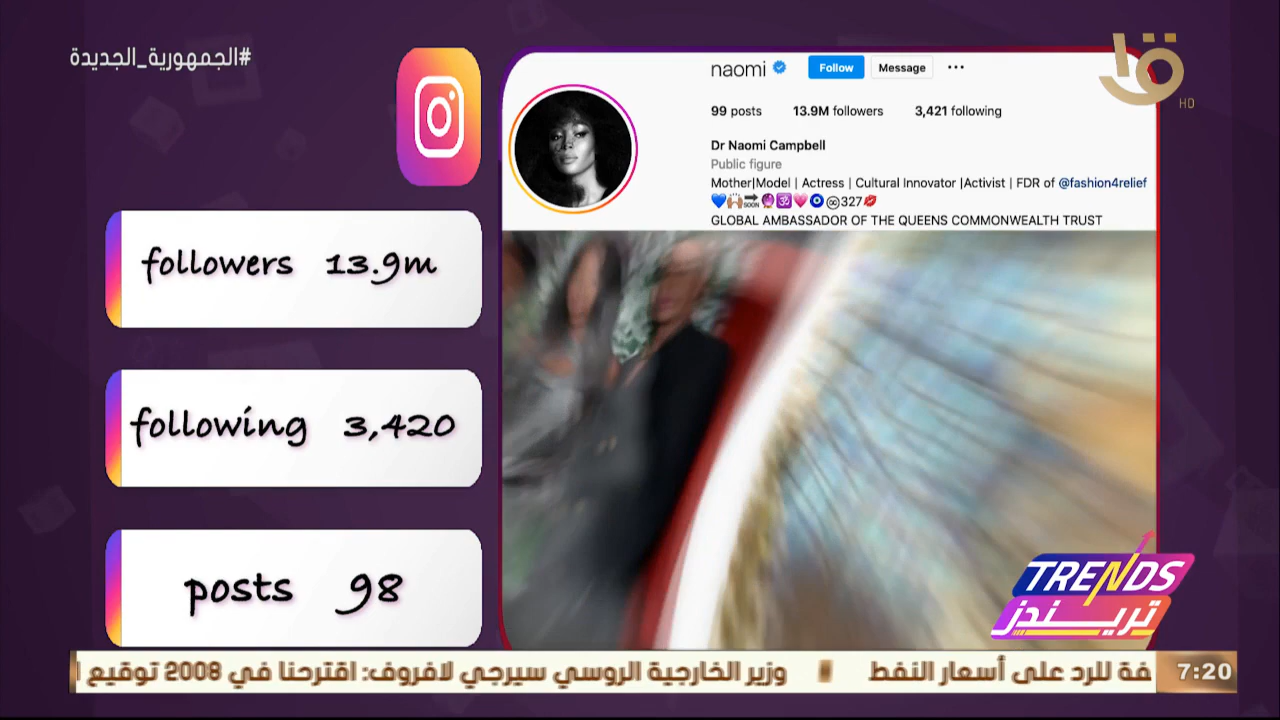 #الجمهورية_الجديدة
HD
naomi Follow Message ...
99 posts 13.9M followers 3,421 following
Dr Naomi Campbell
Public figure
Mother|Model | Actress | Cultural Innovator |Activist | FDR of @fashion4relief
💙🙌🏽🔜🔮🕉💗🧿♾327💋
GLOBAL AMBASSADOR OF THE QUEENS COMMONWEALTH TRUST
followers 13.9m
following 3,420
posts 98
TRENDS
تريندز
فة للرد على أسعار النفط وزير الخارجية الروسي سيرجي لافروف: اقترحنا في 2008 توقيع ا
7:20